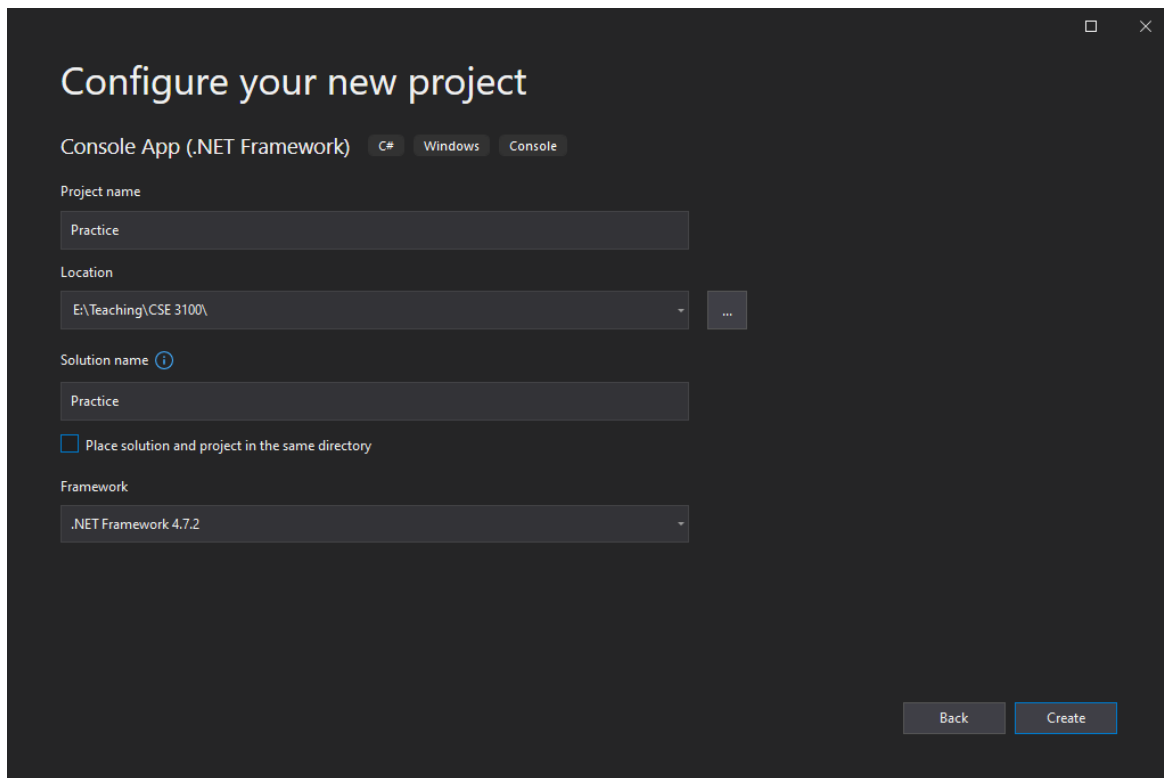 Configure your new project
Console App (.NET Framework) C# Windows Console
Project name
Practice
Location
E:\Teaching\CSE 3100\
...
Solution name
Practice
Place solution and project in the same directory
Framework
.NET Framework 4.7.2
Back Create